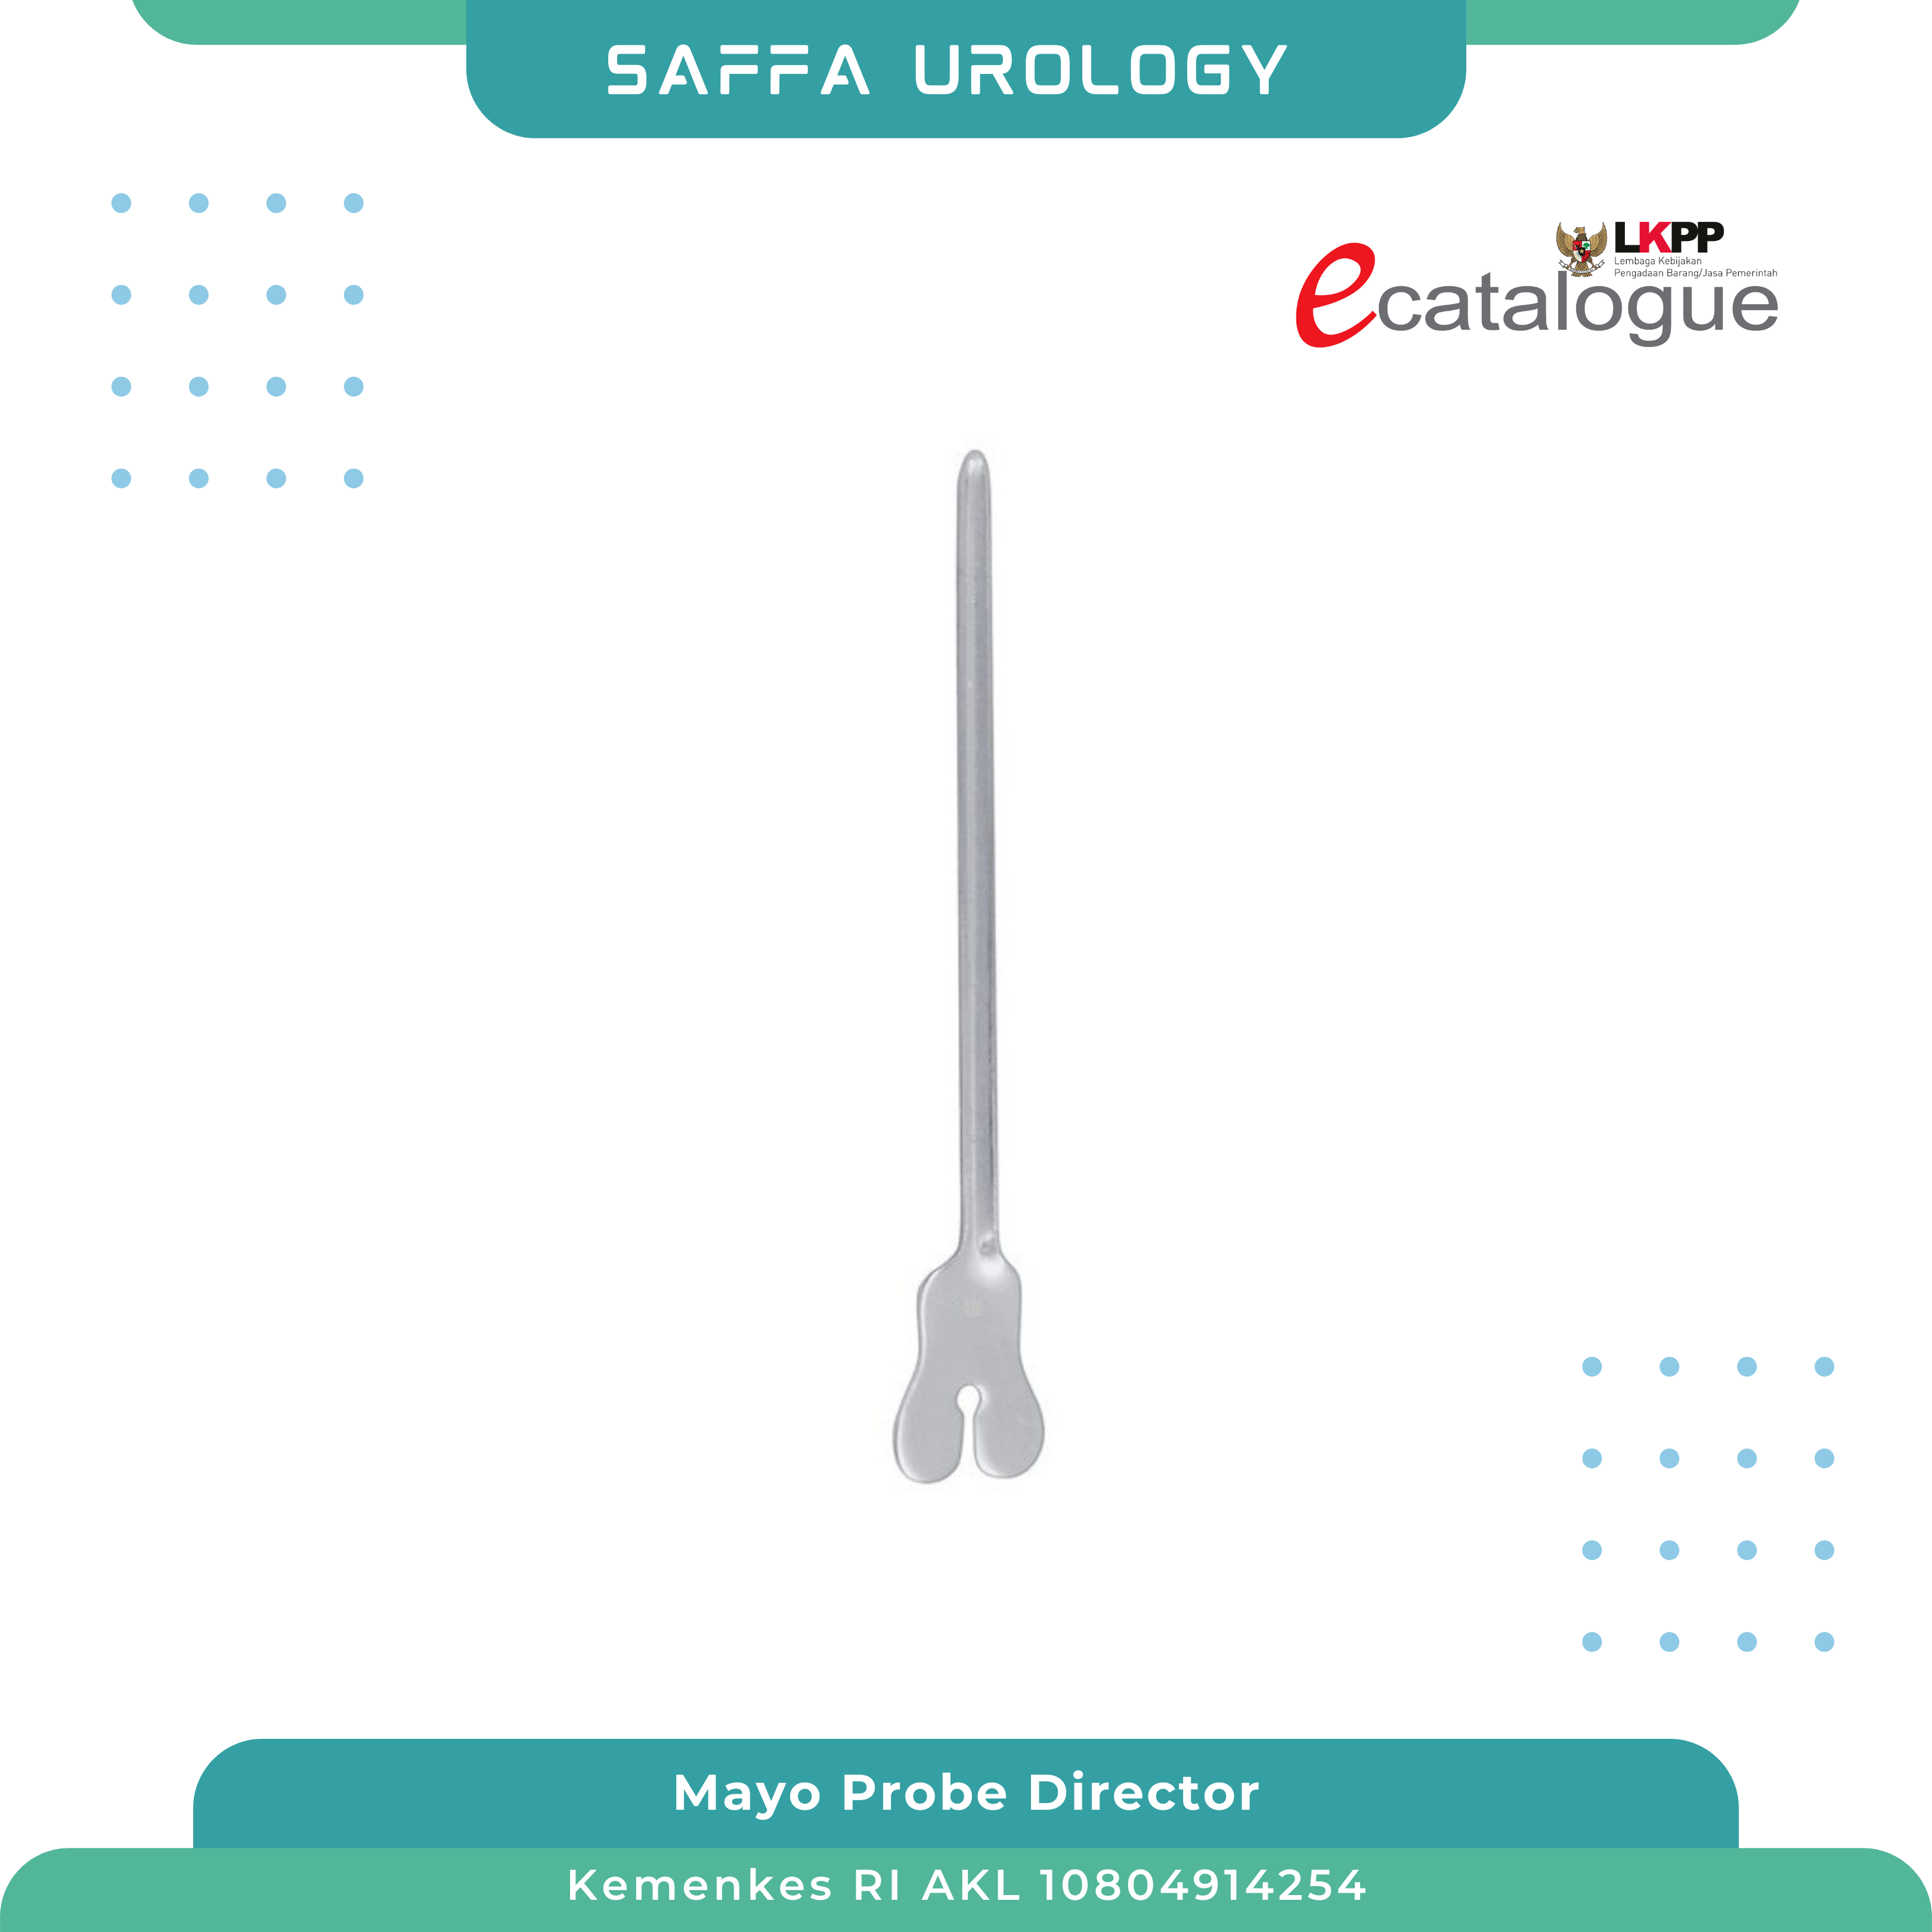 SAFFA UROLOGY
LKPP
Lembaga Kebijakan
Pengadaan Barang/Jasa Pemerintah
ecatalogue
Mayo Probe Director
Kemenkes RI AKL 10804914254